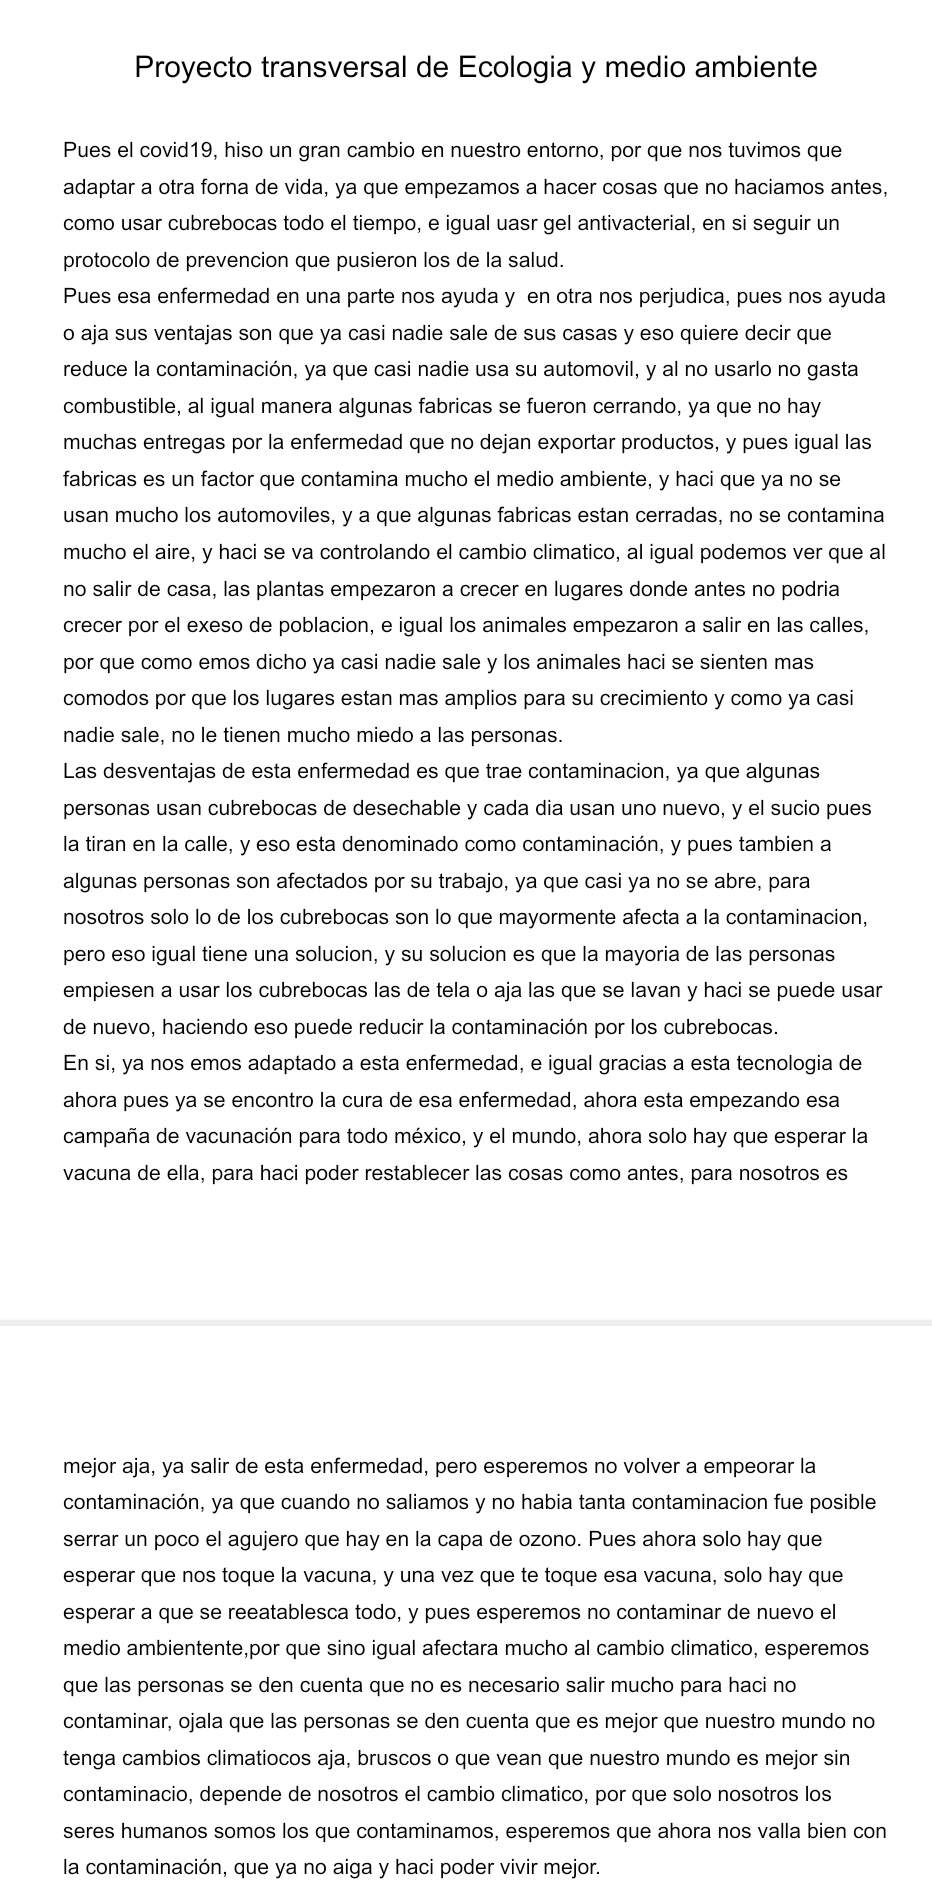 Proyecto transversal de Ecologia y medio ambiente
Pues el covid19, hiso un gran cambio en nuestro entorno, por que nos tuvimos que
adaptar a otra forna de vida, ya que empezamos a hacer cosas que no haciamos antes,
como usar cubrebocas todo el tiempo, e igual uasr gel antivacterial, en si seguir un
protocolo de prevencion que pusieron los de la salud.
Pues esa enfermedad en una parte nos ayuda y  en otra nos perjudica, pues nos ayuda
o aja sus ventajas son que ya casi nadie sale de sus casas y eso quiere decir que
reduce la contaminación, ya que casi nadie usa su automovil, y al no usarlo no gasta
combustible, al igual manera algunas fabricas se fueron cerrando, ya que no hay
muchas entregas por la enfermedad que no dejan exportar productos, y pues igual las
fabricas es un factor que contamina mucho el medio ambiente, y haci que ya no se
usan mucho los automoviles, y a que algunas fabricas estan cerradas, no se contamina
mucho el aire, y haci se va controlando el cambio climatico, al igual podemos ver que al
no salir de casa, las plantas empezaron a crecer en lugares donde antes no podria
crecer por el exeso de poblacion, e igual los animales empezaron a salir en las calles,
por que como emos dicho ya casi nadie sale y los animales haci se sienten mas
comodos por que los lugares estan mas amplios para su crecimiento y como ya casi
nadie sale, no le tienen mucho miedo a las personas.
Las desventajas de esta enfermedad es que trae contaminacion, ya que algunas
personas usan cubrebocas de desechable y cada dia usan uno nuevo, y el sucio pues
la tiran en la calle, y eso esta denominado como contaminación, y pues tambien a
algunas personas son afectados por su trabajo, ya que casi ya no se abre, para
nosotros solo lo de los cubrebocas son lo que mayormente afecta a la contaminacion,
pero eso igual tiene una solucion, y su solucion es que la mayoria de las personas
empiesen a usar los cubrebocas las de tela o aja las que se lavan y haci se puede usar
de nuevo, haciendo eso puede reducir la contaminación por los cubrebocas.
En si, ya nos emos adaptado a esta enfermedad, e igual gracias a esta tecnologia de
ahora pues ya se encontro la cura de esa enfermedad, ahora esta empezando esa
campaña de vacunación para todo méxico, y el mundo, ahora solo hay que esperar la
vacuna de ella, para haci poder restablecer las cosas como antes, para nosotros es
mejor aja, ya salir de esta enfermedad, pero esperemos no volver a empeorar la
contaminación, ya que cuando no saliamos y no habia tanta contaminacion fue posible
serrar un poco el agujero que hay en la capa de ozono. Pues ahora solo hay que
esperar que nos toque la vacuna, y una vez que te toque esa vacuna, solo hay que
esperar a que se reeatablesca todo, y pues esperemos no contaminar de nuevo el
medio ambientente,por que sino igual afectara mucho al cambio climatico, esperemos
que las personas se den cuenta que no es necesario salir mucho para haci no
contaminar, ojala que las personas se den cuenta que es mejor que nuestro mundo no
tenga cambios climatiocos aja, bruscos o que vean que nuestro mundo es mejor sin
contaminacio, depende de nosotros el cambio climatico, por que solo nosotros los
seres humanos somos los que contaminamos, esperemos que ahora nos valla bien con
la contaminación, que ya no aiga y haci poder vivir mejor.